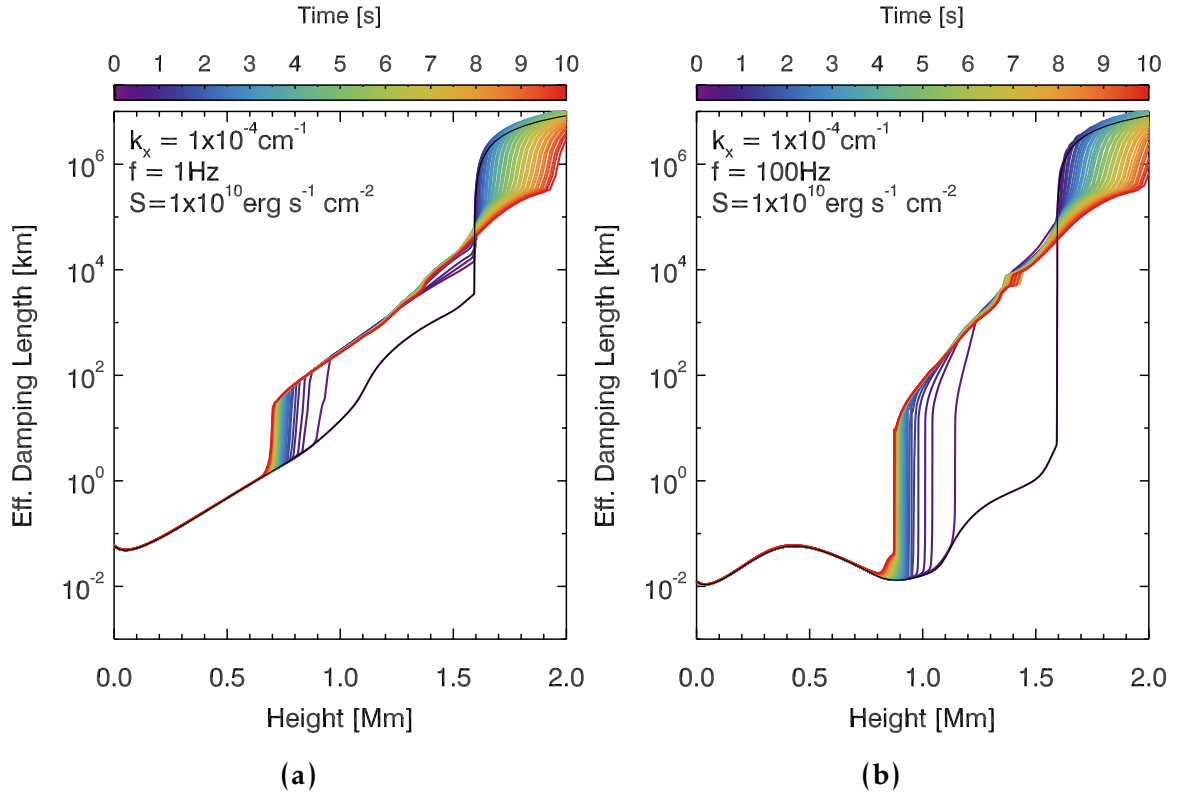 Time [s]
0 1 2 3 4 5 6 7 8 9 10
k_x = 1x10^-4 cm^-1
f = 1Hz
S=1x10^10 erg s^-1 cm^-2
10^6
10^4
10^2
10^0
10^-2
Eff. Damping Length [km]
0.0 0.5 1.0 1.5 2.0
Height [Mm]
(a)
Time [s]
0 1 2 3 4 5 6 7 8 9 10
k_x = 1x10^-4 cm^-1
f = 100Hz
S=1x10^10 erg s^-1 cm^-2
10^6
10^4
10^2
10^0
10^-2
Eff. Damping Length [km]
0.0 0.5 1.0 1.5 2.0
Height [Mm]
(b)